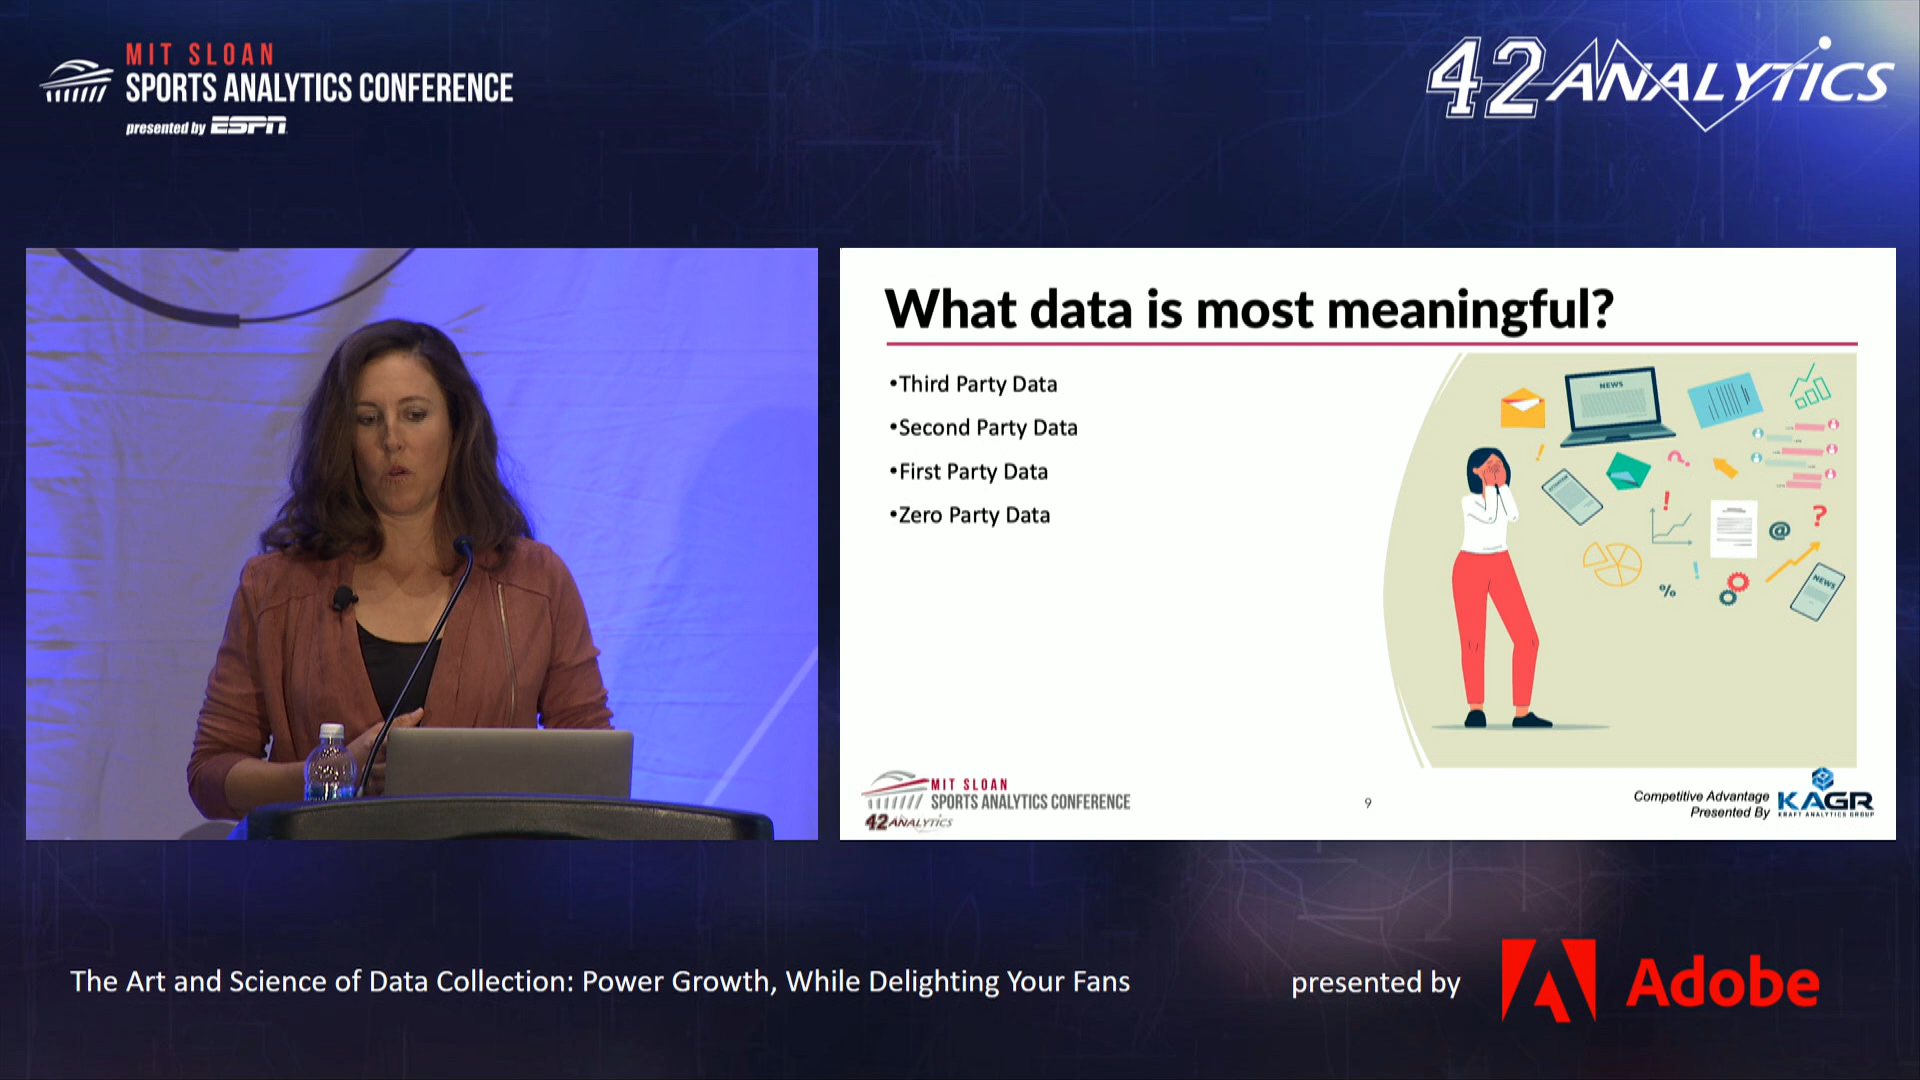 MIT SLOAN
SPORTS ANALYTICS CONFERENCE
presented by ESPN
42 ANALYTICS
What data is most meaningful?
•Third Party Data
•Second Party Data
•First Party Data
•Zero Party Data
NEWS
!
?
!
?
@
!
%
NEWS
MIT SLOAN
SPORTS ANALYTICS CONFERENCE
42 ANALYTICS
9
Competitive Advantage
Presented By
KAGR
KRAFT ANALYTICS GROUP
The Art and Science of Data Collection: Power Growth, While Delighting Your Fans
presented by
Adobe